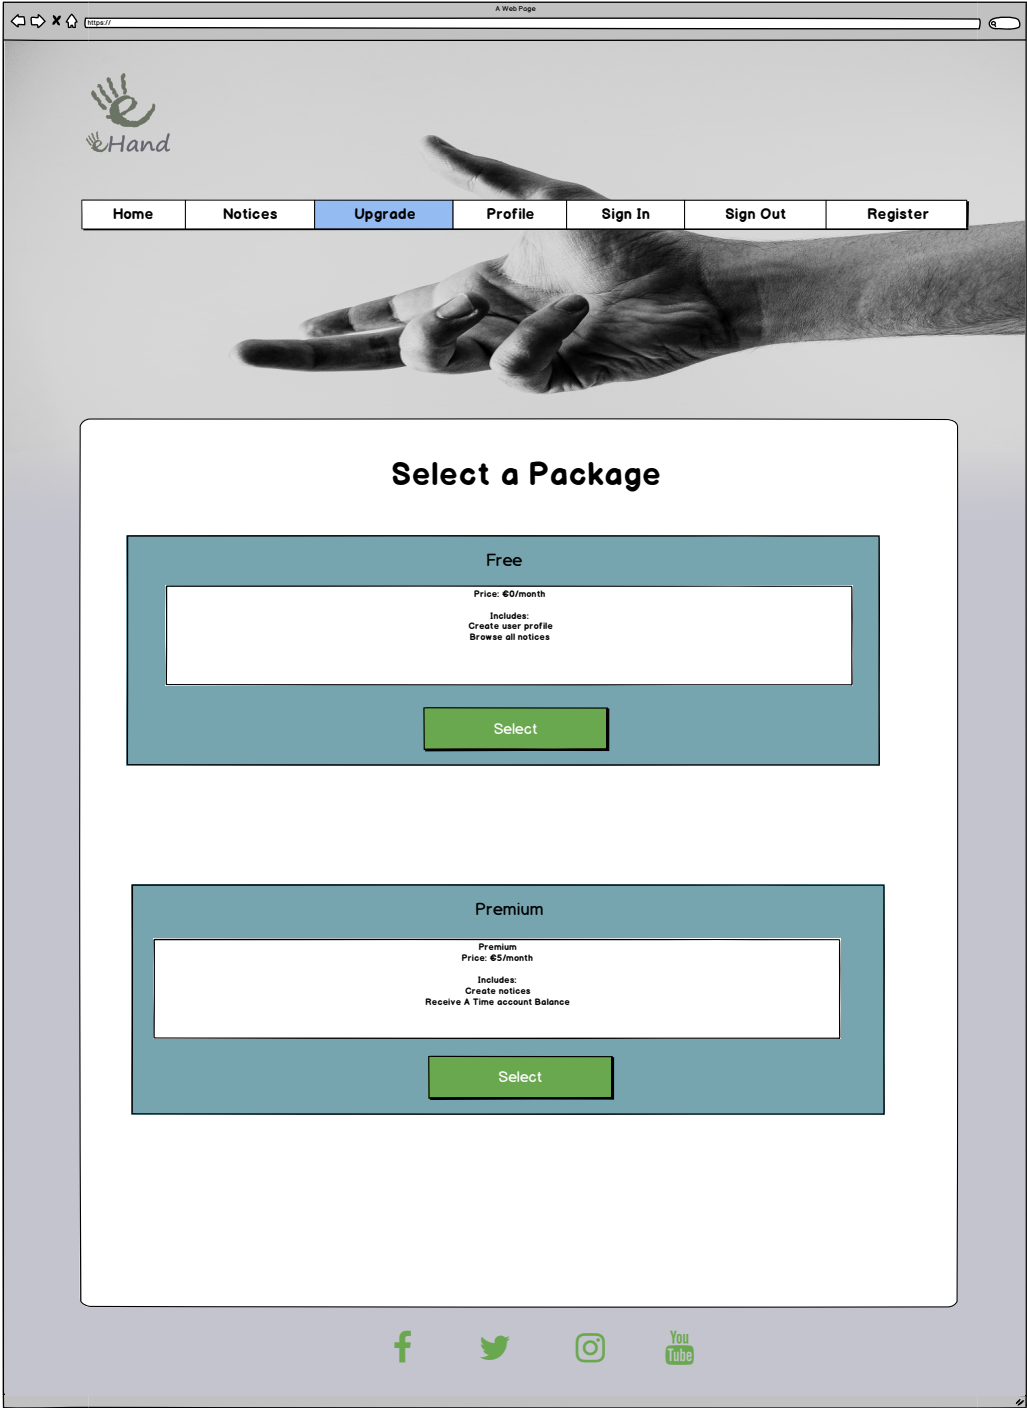 A Web Page
https://
e
eHand
Home Notices Upgrade Profile Sign In Sign Out Register
Select a Package
Free
Price: €0/month
Includes:
Create user profile
Browse all notices
Select
Premium
Premium
Price: €5/month
Includes:
Create notices
Receive A Time account Balance
Select
You
Tube